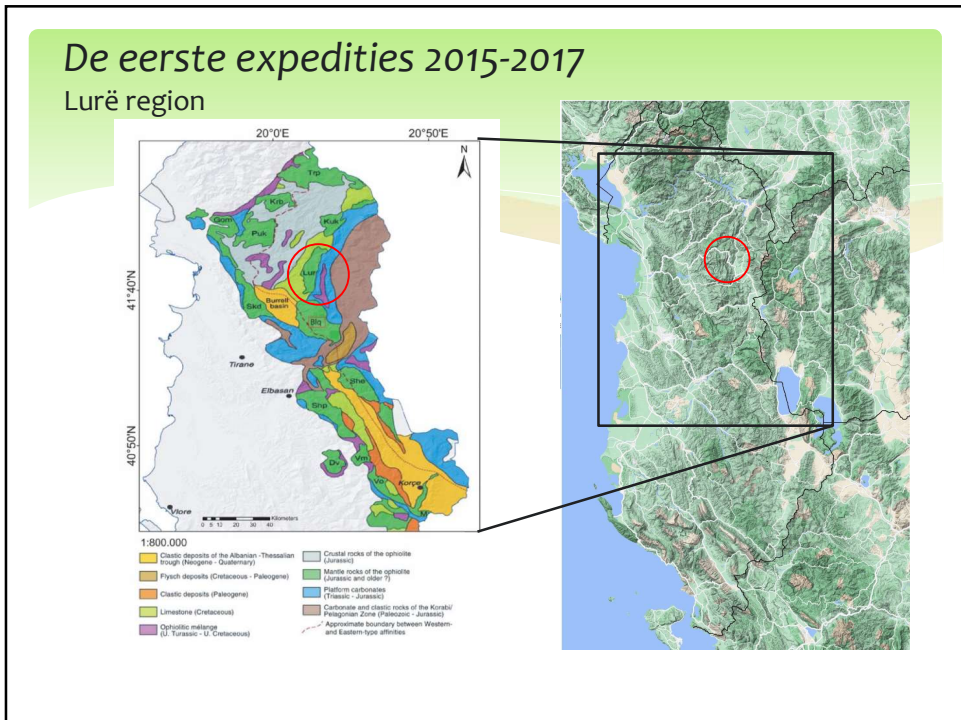 De eerste expedities 2015-2017
Lurë region
20°0'E
20°50'E
N
Trp
Krb
Gom
Puk
Kuk
Lur
41°40'N
Skd
Burreli
basin
Blq
Tirane
Elbasan
She
Shp
40°50'N
Dv
Vm
Vo
Korçe
M
Vlore
0 5 10 20 30 40
Kilometers
1:800,000
Clastic deposits of the Albanian -Thessalian
trough (Neogene - Quaternary)
Flysch deposits (Cretaceous - Paleogene)
Clastic deposits (Paleogene)
Limestone (Cretaceous)
Ophiolitic mélange
(U. Turassic - U. Cretaceous)
Crustal rocks of the ophiolite
(Jurassic)
Mantle rocks of the ophiolite
(Jurassic and older ?)
Platform carbonates
(Triassic - Jurassic)
Carbonate and clastic rocks of the Korabi/
Pelagonian Zone (Paleozoic - Jurassic)
Approximate boundary between Western-
and Eastern-type affinities